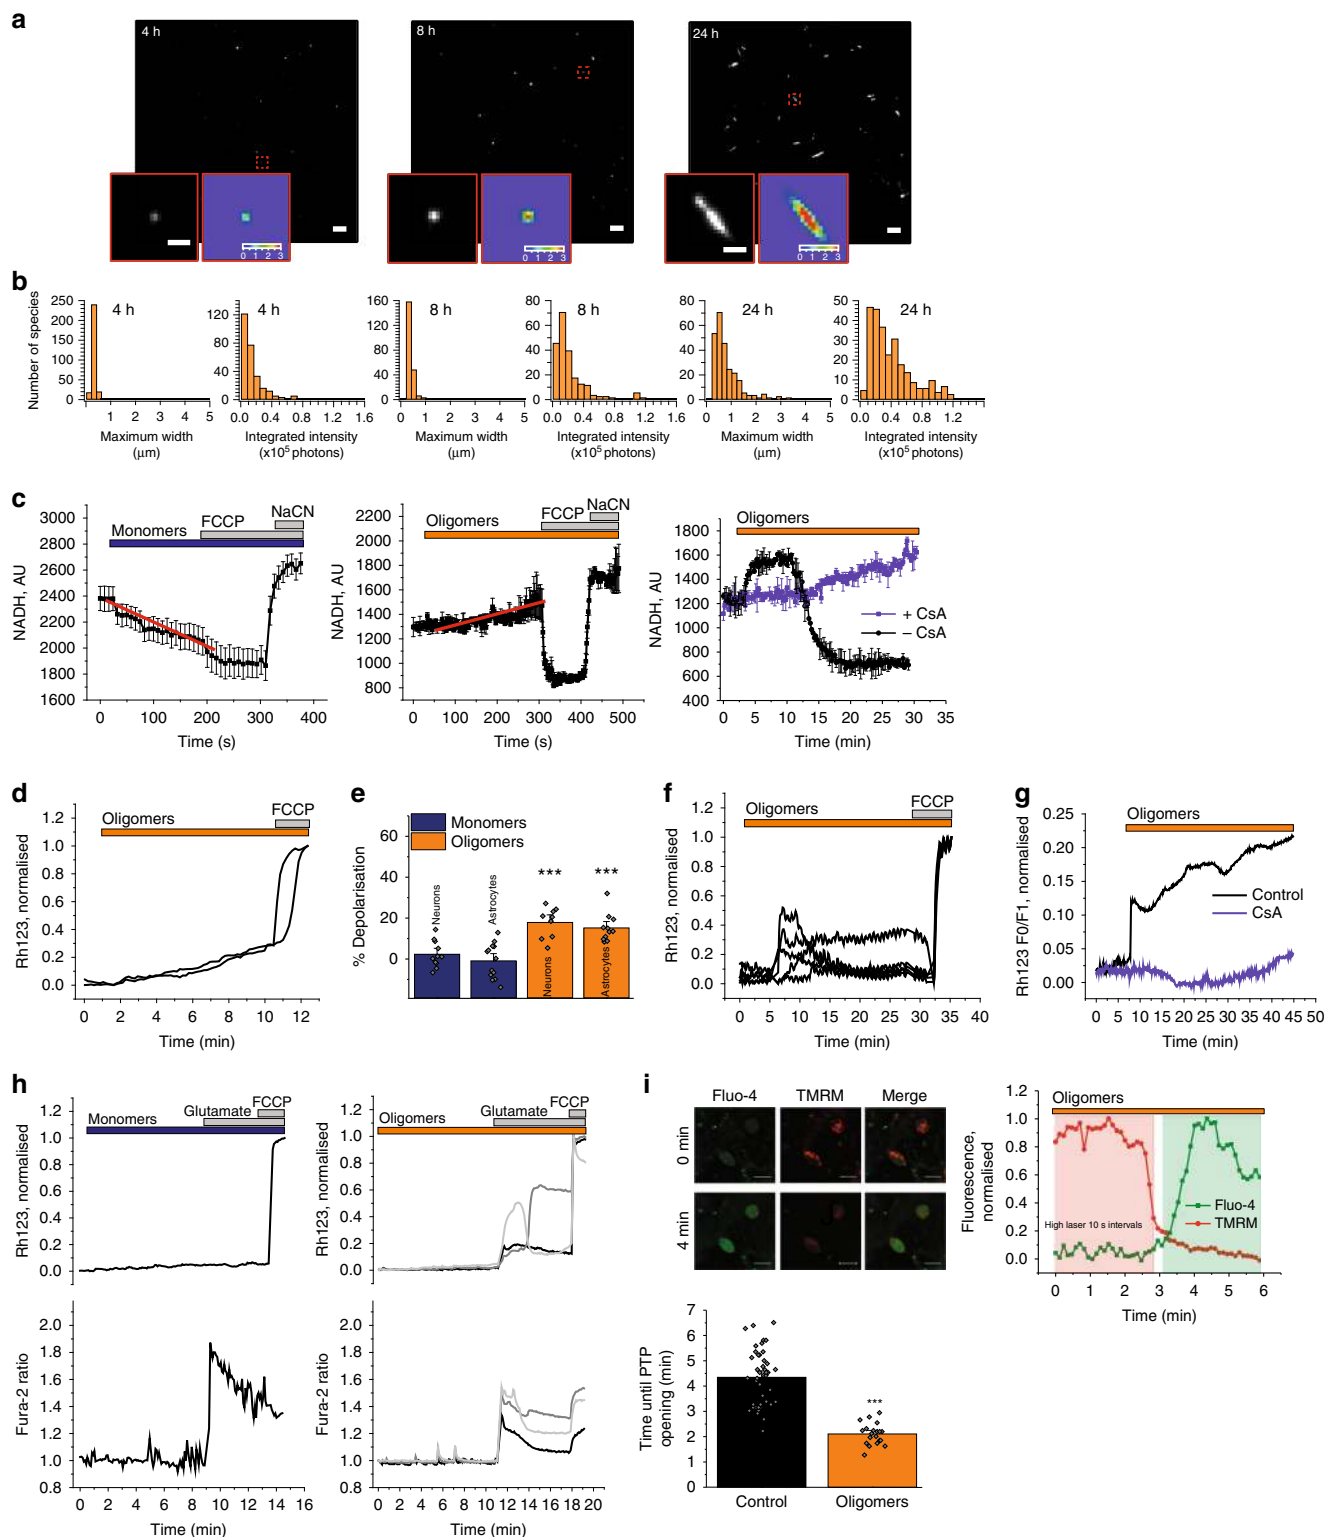 a
4 h
8 h
24 h
0 1 2 3
0 1 2 3
0 1 2 3
b
Number of species
250
200
150
100
50
0
4 h
1 2 3 4 5
Maximum width
(μm)
120
80
40
0
4 h
0.0 0.4 0.8 1.2 1.6
Integrated intensity
(x10⁵ photons)
160
120
80
40
0
8 h
0 1 2 3 4 5
Maximum width
(μm)
80
60
40
20
0
8 h
0.0 0.4 0.8 1.2 1.6
Integrated intensity
(x10⁵ photons)
80
60
40
20
0
24 h
0 1 2 3 4 5
Maximum width
(μm)
50
40
30
20
10
0
24 h
0.0 0.4 0.8 1.2
Integrated intensity
(x10⁵ photons)
c
NADH, AU
3000
2800
2600
2400
2200
2000
1800
1600
NaCN
FCCP
Monomers
0 100 200 300 400
Time (s)
NADH, AU
2200
2000
1800
1600
1400
1200
1000
800
NaCN
FCCP
Oligomers
0 100 200 300 400 500
Time (s)
NADH, AU
1800
1600
1400
1200
1000
800
600
400
Oligomers
+ CsA
− CsA
0 5 10 15 20 25 30 35
Time (min)
d
Rh123, normalised
1.2
1.0
0.8
0.6
0.4
0.2
0.0
Oligomers
FCCP
0 2 4 6 8 10 12
Time (min)
e
% Depolarisation
60
40
20
0
Monomers
Oligomers
Neurons
Astrocytes
***
Neurons
***
Astrocytes
f
Rh123, normalised
1.2
1.0
0.8
0.6
0.4
0.2
0.0
FCCP
Oligomers
0 5 10 15 20 25 30 35 40
Time (min)
g
Rh123 F0/F1, normalised
0.25
0.20
0.15
0.10
0.05
0.00
Oligomers
Control
CsA
0 5 10 15 20 25 30 35 40 45 50
Time (min)
h
Rh123, normalised
1.2
1.0
0.8
0.6
0.4
0.2
0.0
FCCP
Glutamate
Monomers
Rh123, normalised
1.2
1.0
0.8
0.6
0.4
0.2
0.0
FCCP
Glutamate
Oligomers
Fura-2 ratio
2.0
1.8
1.6
1.4
1.2
1.0
0.8
0 2 4 6 8 10 12 14 16
Time (min)
Fura-2 ratio
2.0
1.8
1.6
1.4
1.2
1.0
0.8
0 2 4 6 8 10 12 14 16 18 20
Time (min)
i
Fluo-4 TMRM Merge
0 min
4 min
Fluorescence,
normalised
1.2
1.0
0.8
0.6
0.4
0.2
0.0
Oligomers
Fluo-4
TMRM
High laser 10 s intervals
0 1 2 3 4 5 6
Time (min)
Time until PTP
opening (min)
7
6
5
4
3
2
1
0
***
Control
Oligomers